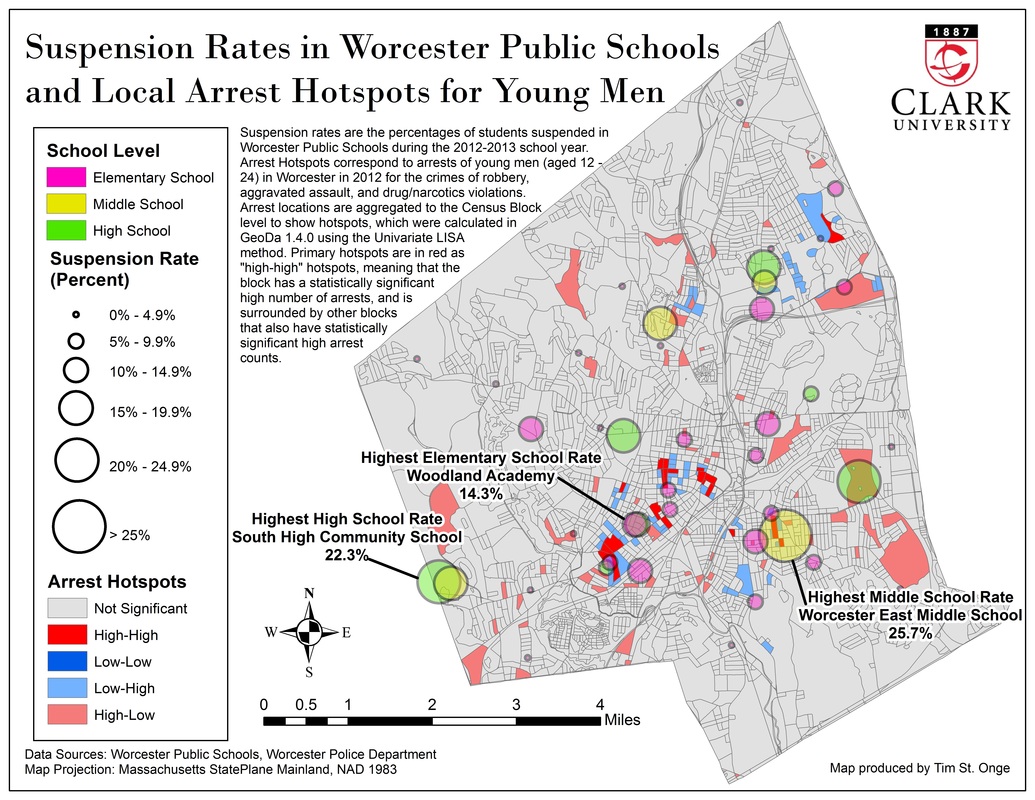 Suspension Rates in Worcester Public Schools
and Local Arrest Hotspots for Young Men
1887
CLARK
UNIVERSITY
Suspension rates are the percentages of students suspended in
Worcester Public Schools during the 2012-2013 school year.
Arrest Hotspots correspond to arrests of young men (aged 12 -
24) in Worcester in 2012 for the crimes of robbery,
aggravated assault, and drug/narcotics violations.
Arrest locations are aggregated to the Census Block
level to show hotspots, which were calculated in
GeoDa 1.4.0 using the Univariate LISA
method. Primary hotspots are in red as
"high-high" hotspots, meaning that the
block has a statistically significant
high number of arrests, and is
surrounded by other blocks
that also have statistically
significant high arrest
counts.
School Level
Elementary School
Middle School
High School
Suspension Rate
(Percent)
0% - 4.9%
5% - 9.9%
10% - 14.9%
15% - 19.9%
20% - 24.9%
> 25%
Arrest Hotspots
Not Significant
High-High
Low-Low
Low-High
High-Low
Highest Elementary School Rate
Woodland Academy
14.3%
Highest High School Rate
South High Community School
22.3%
Highest Middle School Rate
Worcester East Middle School
25.7%
N
W
E
S
0 0.5 1 2 3 4
Miles
Data Sources: Worcester Public Schools, Worcester Police Department
Map Projection: Massachusetts StatePlane Mainland, NAD 1983
Map produced by Tim St. Onge